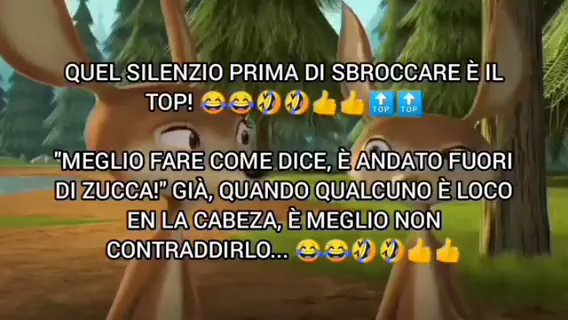 QUEL SILENZIO PRIMA DI SBROCCARE È IL
TOP! 😂😂🤣🤣👍👍🔝🔝
"MEGLIO FARE COME DICE, È ANDATO FUORI
DI ZUCCA!" GIÀ, QUANDO QUALCUNO È LOCO
EN LA CABEZA, È MEGLIO NON
CONTRADDIRLO... 😂😂🤣🤣👍👍